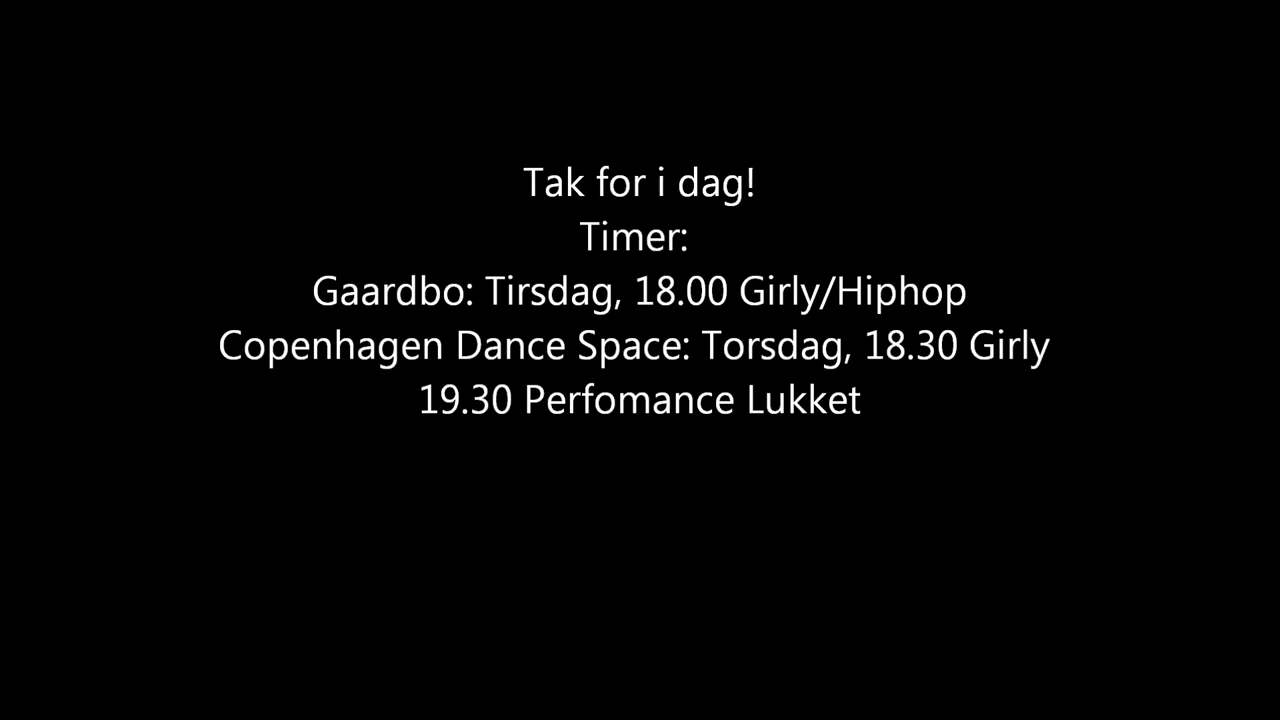 Tak for i dag!
Timer:
Gaardbo: Tirsdag, 18.00 Girly/Hiphop
Copenhagen Dance Space: Torsdag, 18.30 Girly
19.30 Perfomance Lukket